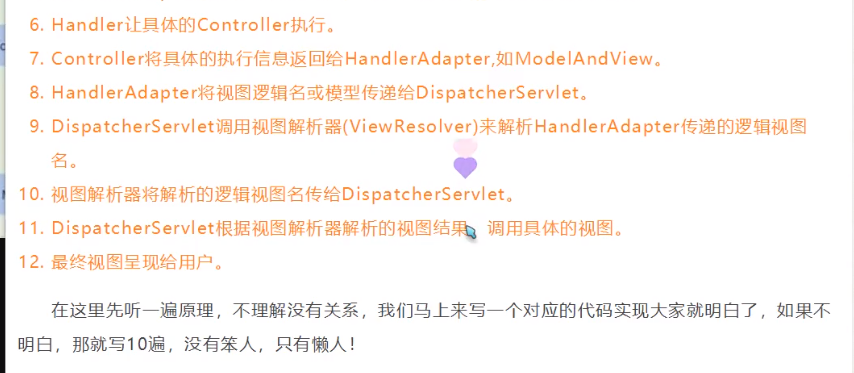 6. Handler让具体的Controller执行。
7. Controller将具体的执行信息返回给HandlerAdapter,如ModelAndView。
8. HandlerAdapter将视图逻辑名或模型传递给DispatcherServlet。
9. DispatcherServlet调用视图解析器(ViewResolver)来解析HandlerAdapter传递的逻辑视图
名。
10. 视图解析器将解析的逻辑视图名传给DispatcherServlet。
11. DispatcherServlet根据视图解析器解析的视图结果，调用具体的视图。
12. 最终视图呈现给用户。
在这里先听一遍原理，不理解没有关系，我们马上来写一个对应的代码实现大家就明白了，如果不
明白，那就写10遍，没有笨人，只有懒人！